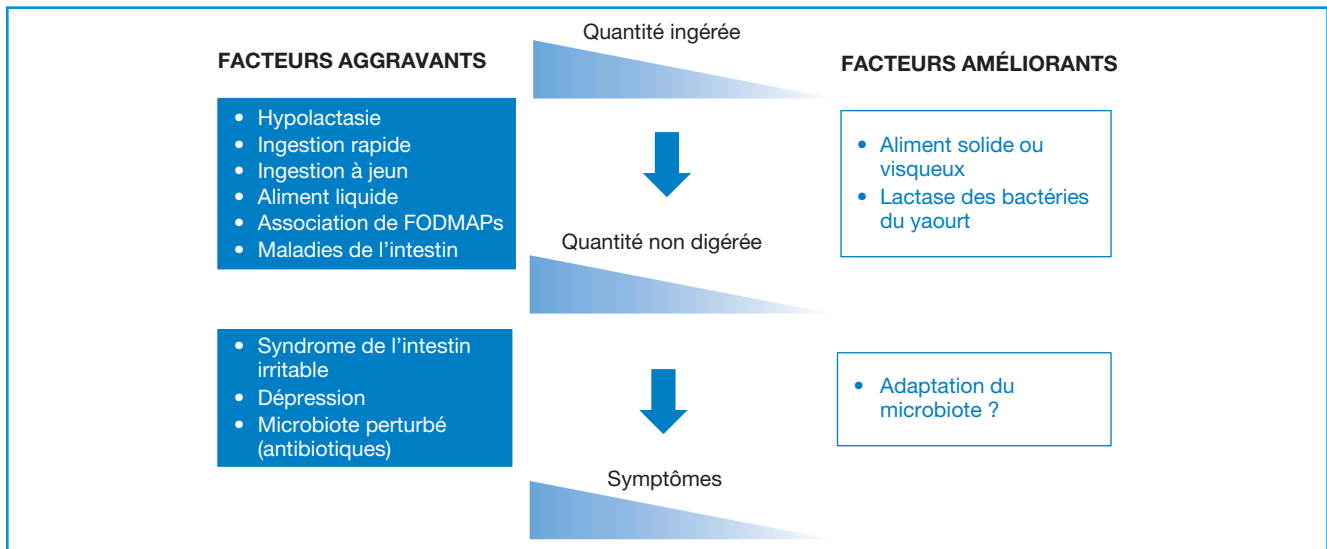 Quantité ingérée
FACTEURS AGGRAVANTS
FACTEURS AMÉLIORANTS
• Hypolactasie
• Ingestion rapide
• Ingestion à jeun
• Aliment liquide
• Association de FODMAPs
• Maladies de l’intestin
• Aliment solide ou
visqueux
• Lactase des bactéries
du yaourt
Quantité non digérée
• Syndrome de l’intestin
irritable
• Dépression
• Microbiote perturbé
(antibiotiques)
• Adaptation du
microbiote ?
Symptômes